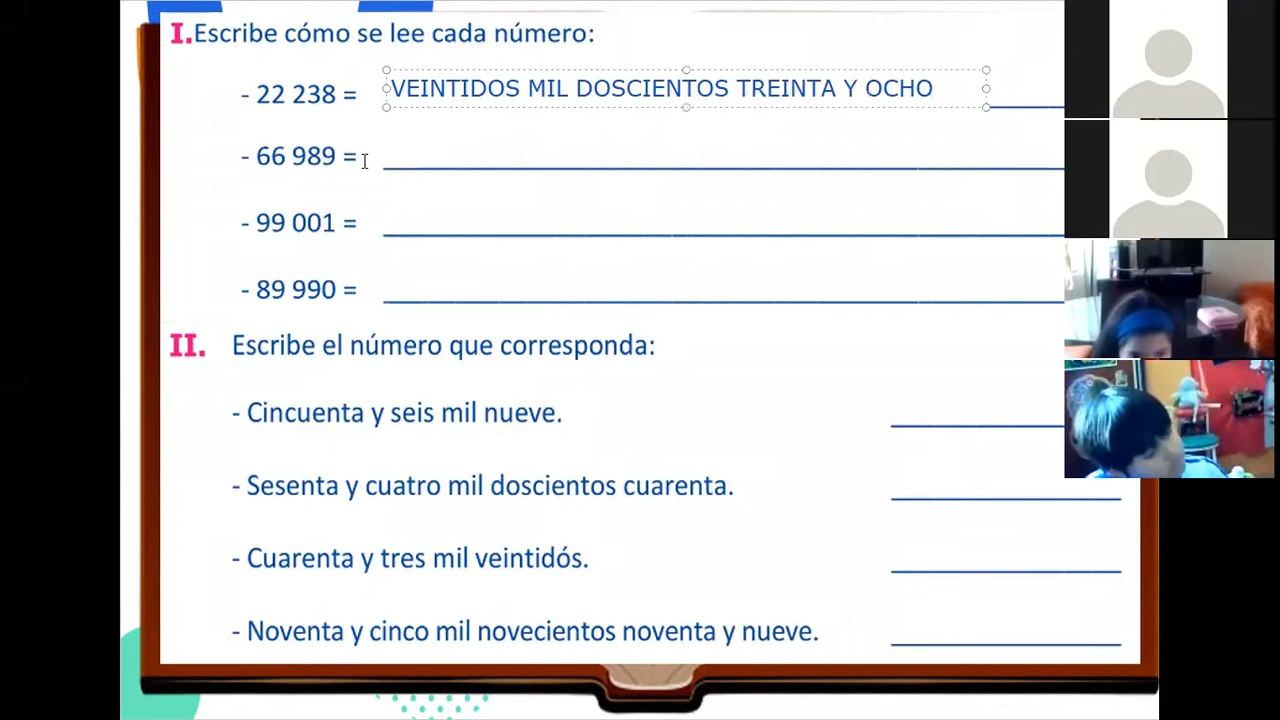 I. Escribe cómo se lee cada número:
- 22 238 = VEINTIDOS MIL DOSCIENTOS TREINTA Y OCHO
- 66 989 =
- 99 001 =
- 89 990 =
II. Escribe el número que corresponda:
- Cincuenta y seis mil nueve.
- Sesenta y cuatro mil doscientos cuarenta.
- Cuarenta y tres mil veintidós.
- Noventa y cinco mil novecientos noventa y nueve.